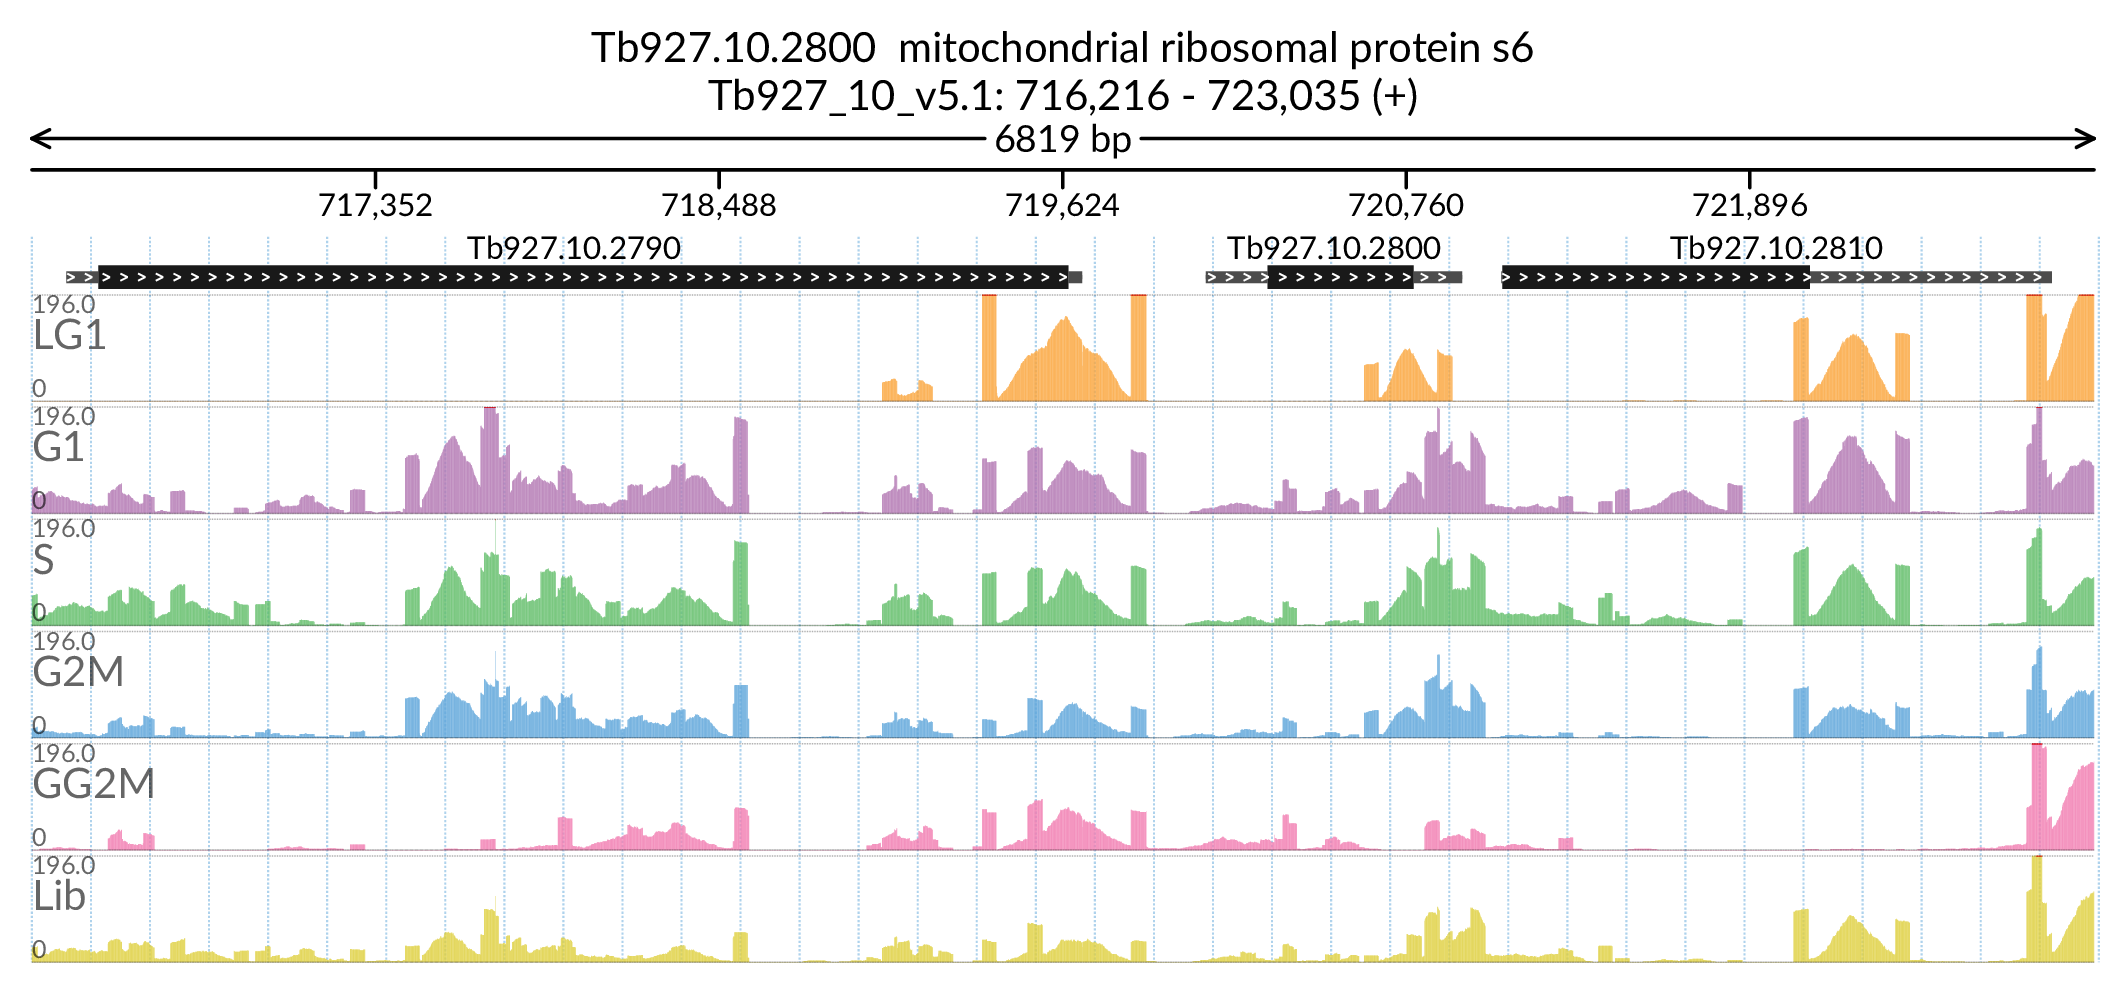 Tb927.10.2800  mitochondrial ribosomal protein s6
Tb927_10_v5.1: 716,216 - 723,035 (+)
6819 bp
717,352 718,488 719,624 720,760 721,896
Tb927.10.2790 Tb927.10.2800 Tb927.10.2810
196.0
LG1
0
196.0
G1
0
196.0
S
0
196.0
G2M
0
196.0
GG2M
0
196.0
Lib
0